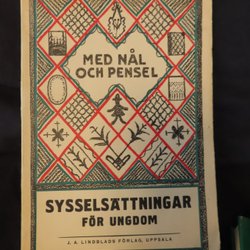 MED NÅL
OCH PENSEL
SYSSELSÄTTNINGAR
FÖR UNGDOM
J. A. LINDBLADS FÖRLAG, UPPSALA